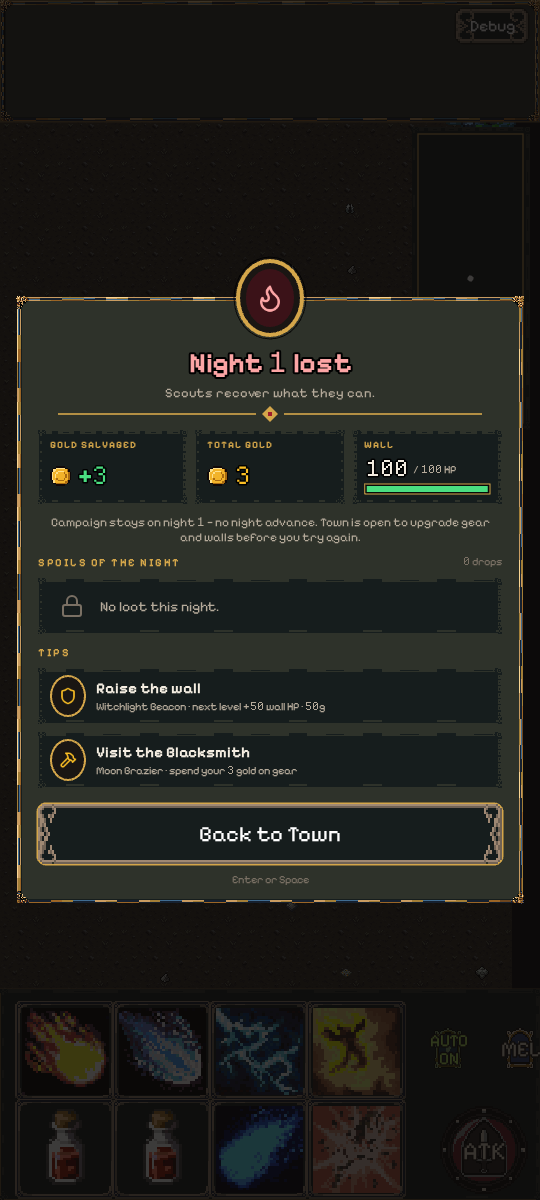 Debug
Night 1 lost
Scouts recover what they can.
GOLD SALVAGED
TOTAL GOLD
WALL
+3
3
100 / 100 HP
Campaign stays on night 1 - no night advance. Town is open to upgrade gear
and walls before you try again.
SPOILS OF THE NIGHT
0 drops
No loot this night.
TIPS
Raise the wall
Witchlight Beacon · next level +50 wall HP · 50g
Visit the Blacksmith
Moon Brazier · spend your 3 gold on gear
Back to Town
Enter or Space
AUTO
ON
MEL
ATK